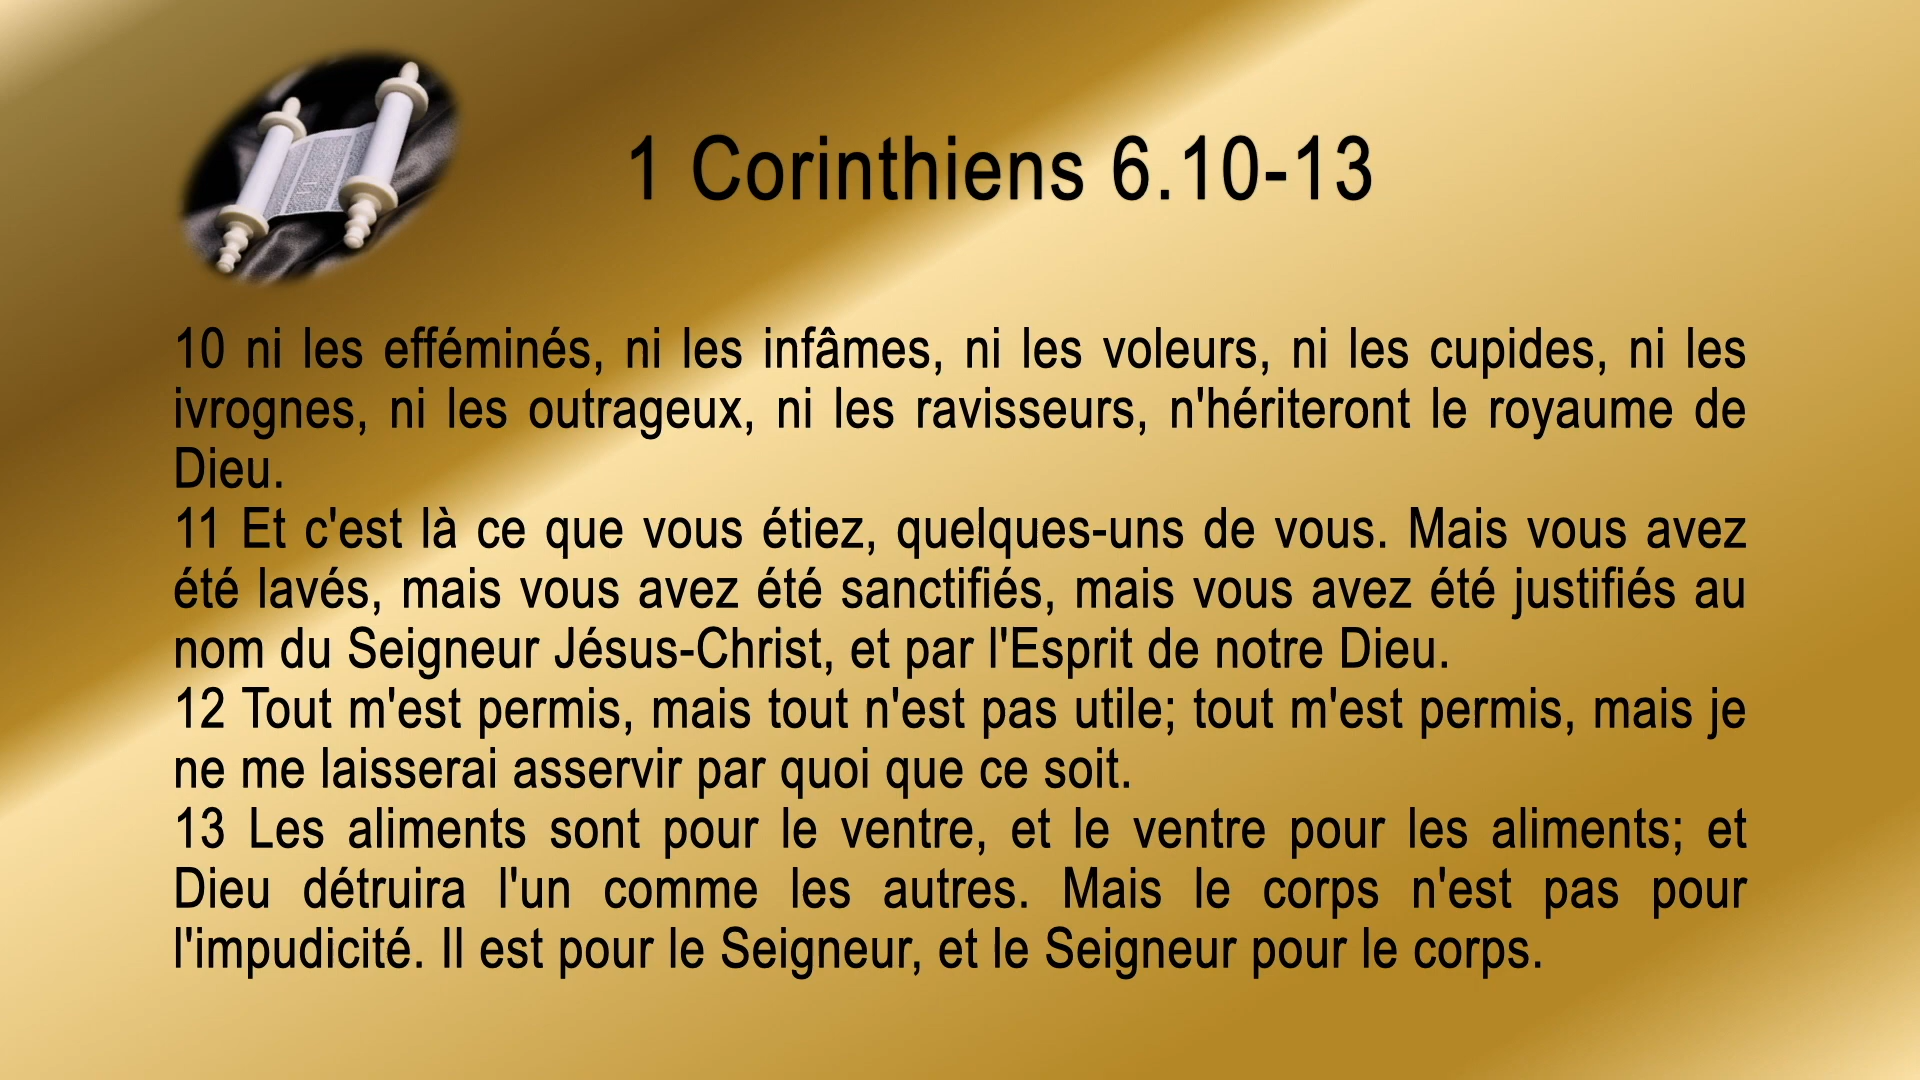 1 Corinthiens 6.10-13
10 ni les efféminés, ni les infâmes, ni les voleurs, ni les cupides, ni les
ivrognes, ni les outrageux, ni les ravisseurs, n'hériteront le royaume de
Dieu.
11 Et c'est là ce que vous étiez, quelques-uns de vous. Mais vous avez
été lavés, mais vous avez été sanctifiés, mais vous avez été justifiés au
nom du Seigneur Jésus-Christ, et par l'Esprit de notre Dieu.
12 Tout m'est permis, mais tout n'est pas utile; tout m'est permis, mais je
ne me laisserai asservir par quoi que ce soit.
13 Les aliments sont pour le ventre, et le ventre pour les aliments; et
Dieu détruira l'un comme les autres. Mais le corps n'est pas pour
l'impudicité. Il est pour le Seigneur, et le Seigneur pour le corps.